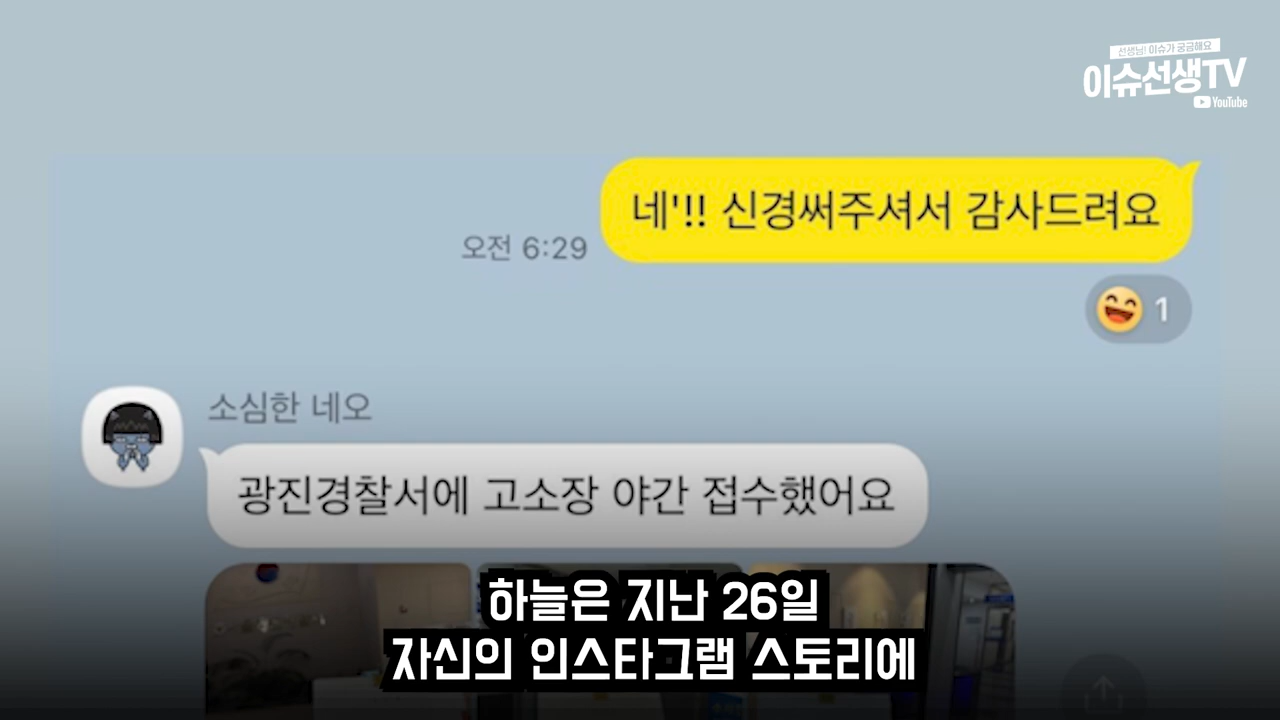 선생님! 이슈가 궁금해요
이슈선생TV
YouTube
네'!! 신경써주셔서 감사드려요
오전 6:29
1
소심한 네오
광진경찰서에 고소장 야간 접수했어요
하늘은 지난 26일
자신의 인스타그램 스토리에